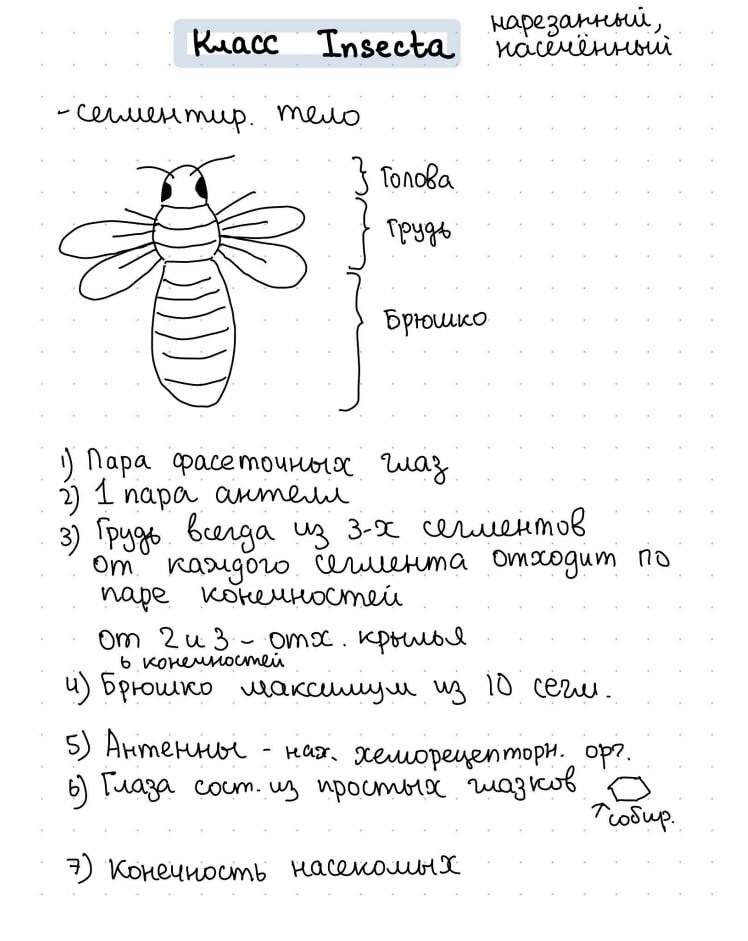 Класс Insecta
нарезанный,
насечённый
- сегментир. тело
Голова
Грудь
Брюшко
1) Пара фасеточных глаз
2) 1 пара антенн
3) Грудь всегда из 3-х сегментов
от каждого сегмента отходит по
паре конечностей
от 2 и 3 - отх. крылья
6 конечностей
4) Брюшко максимум из 10 сегм.
5) Антенны - нах. хеморецепторн. орг.
6) Глаза сост. из простых глазков
↑собир.
7) Конечность насекомых